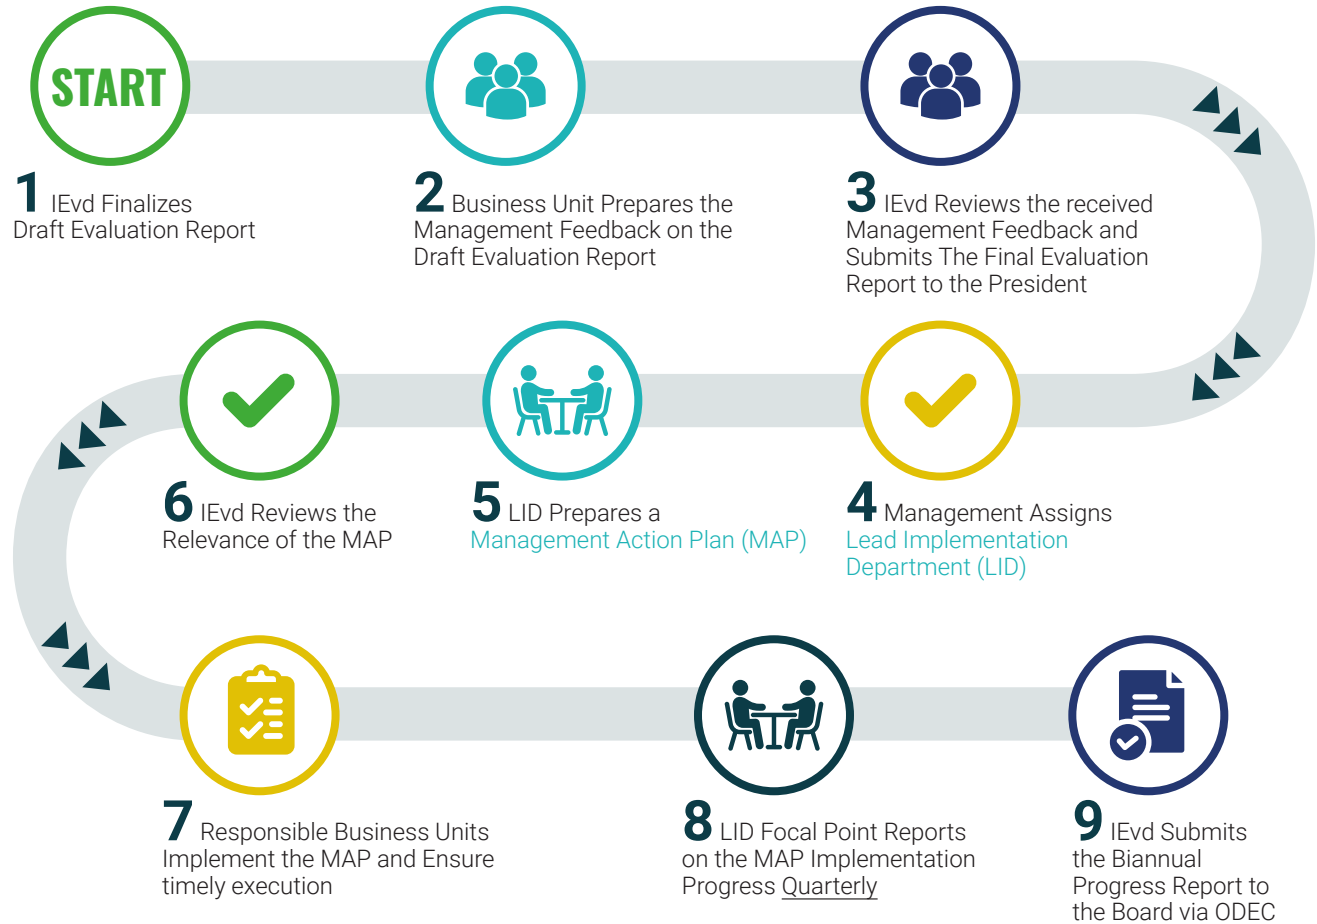 START
1 IEvd Finalizes
Draft Evaluation Report
2 Business Unit Prepares the
Management Feedback on the
Draft Evaluation Report
3 IEvd Reviews the received
Management Feedback and
Submits The Final Evaluation
Report to the President
4 Management Assigns
Lead Implementation
Department (LID)
5 LID Prepares a
Management Action Plan (MAP)
6 IEvd Reviews the
Relevance of the MAP
7 Responsible Business Units
Implement the MAP and Ensure
timely execution
8 LID Focal Point Reports
on the MAP Implementation
Progress Quarterly
9 IEvd Submits
the Biannual
Progress Report to
the Board via ODEC